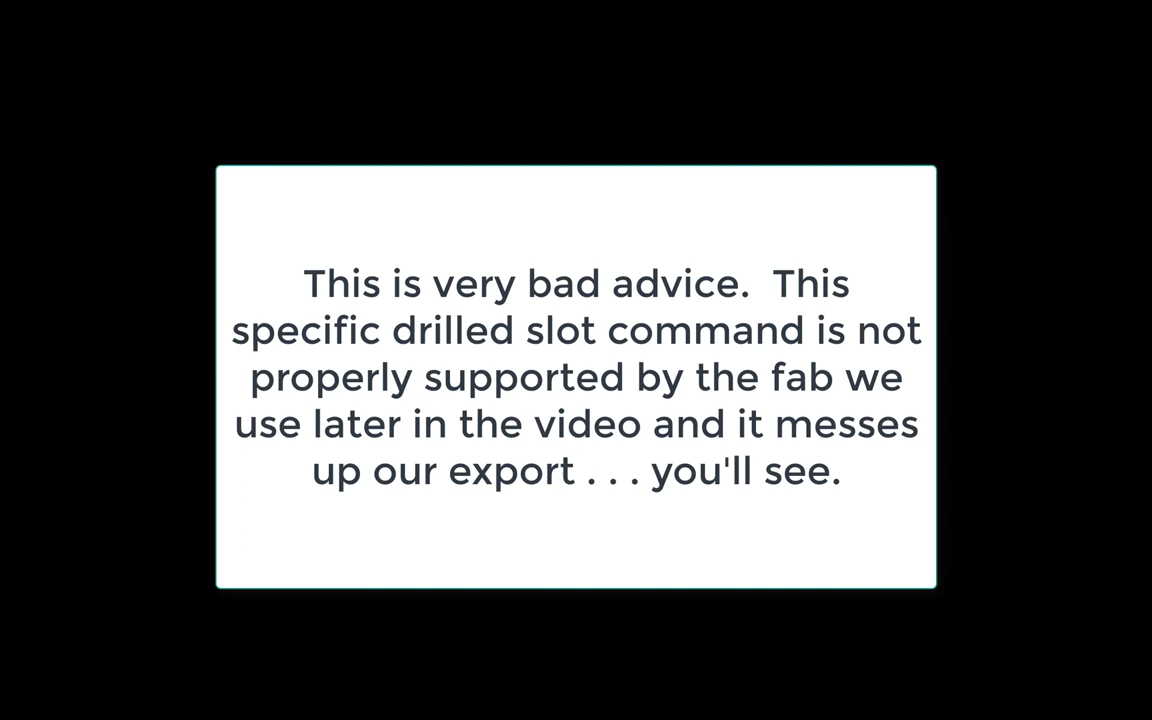 This is very bad advice.  This
specific drilled slot command is not
properly supported by the fab we
use later in the video and it messes
up our export . . . you'll see.